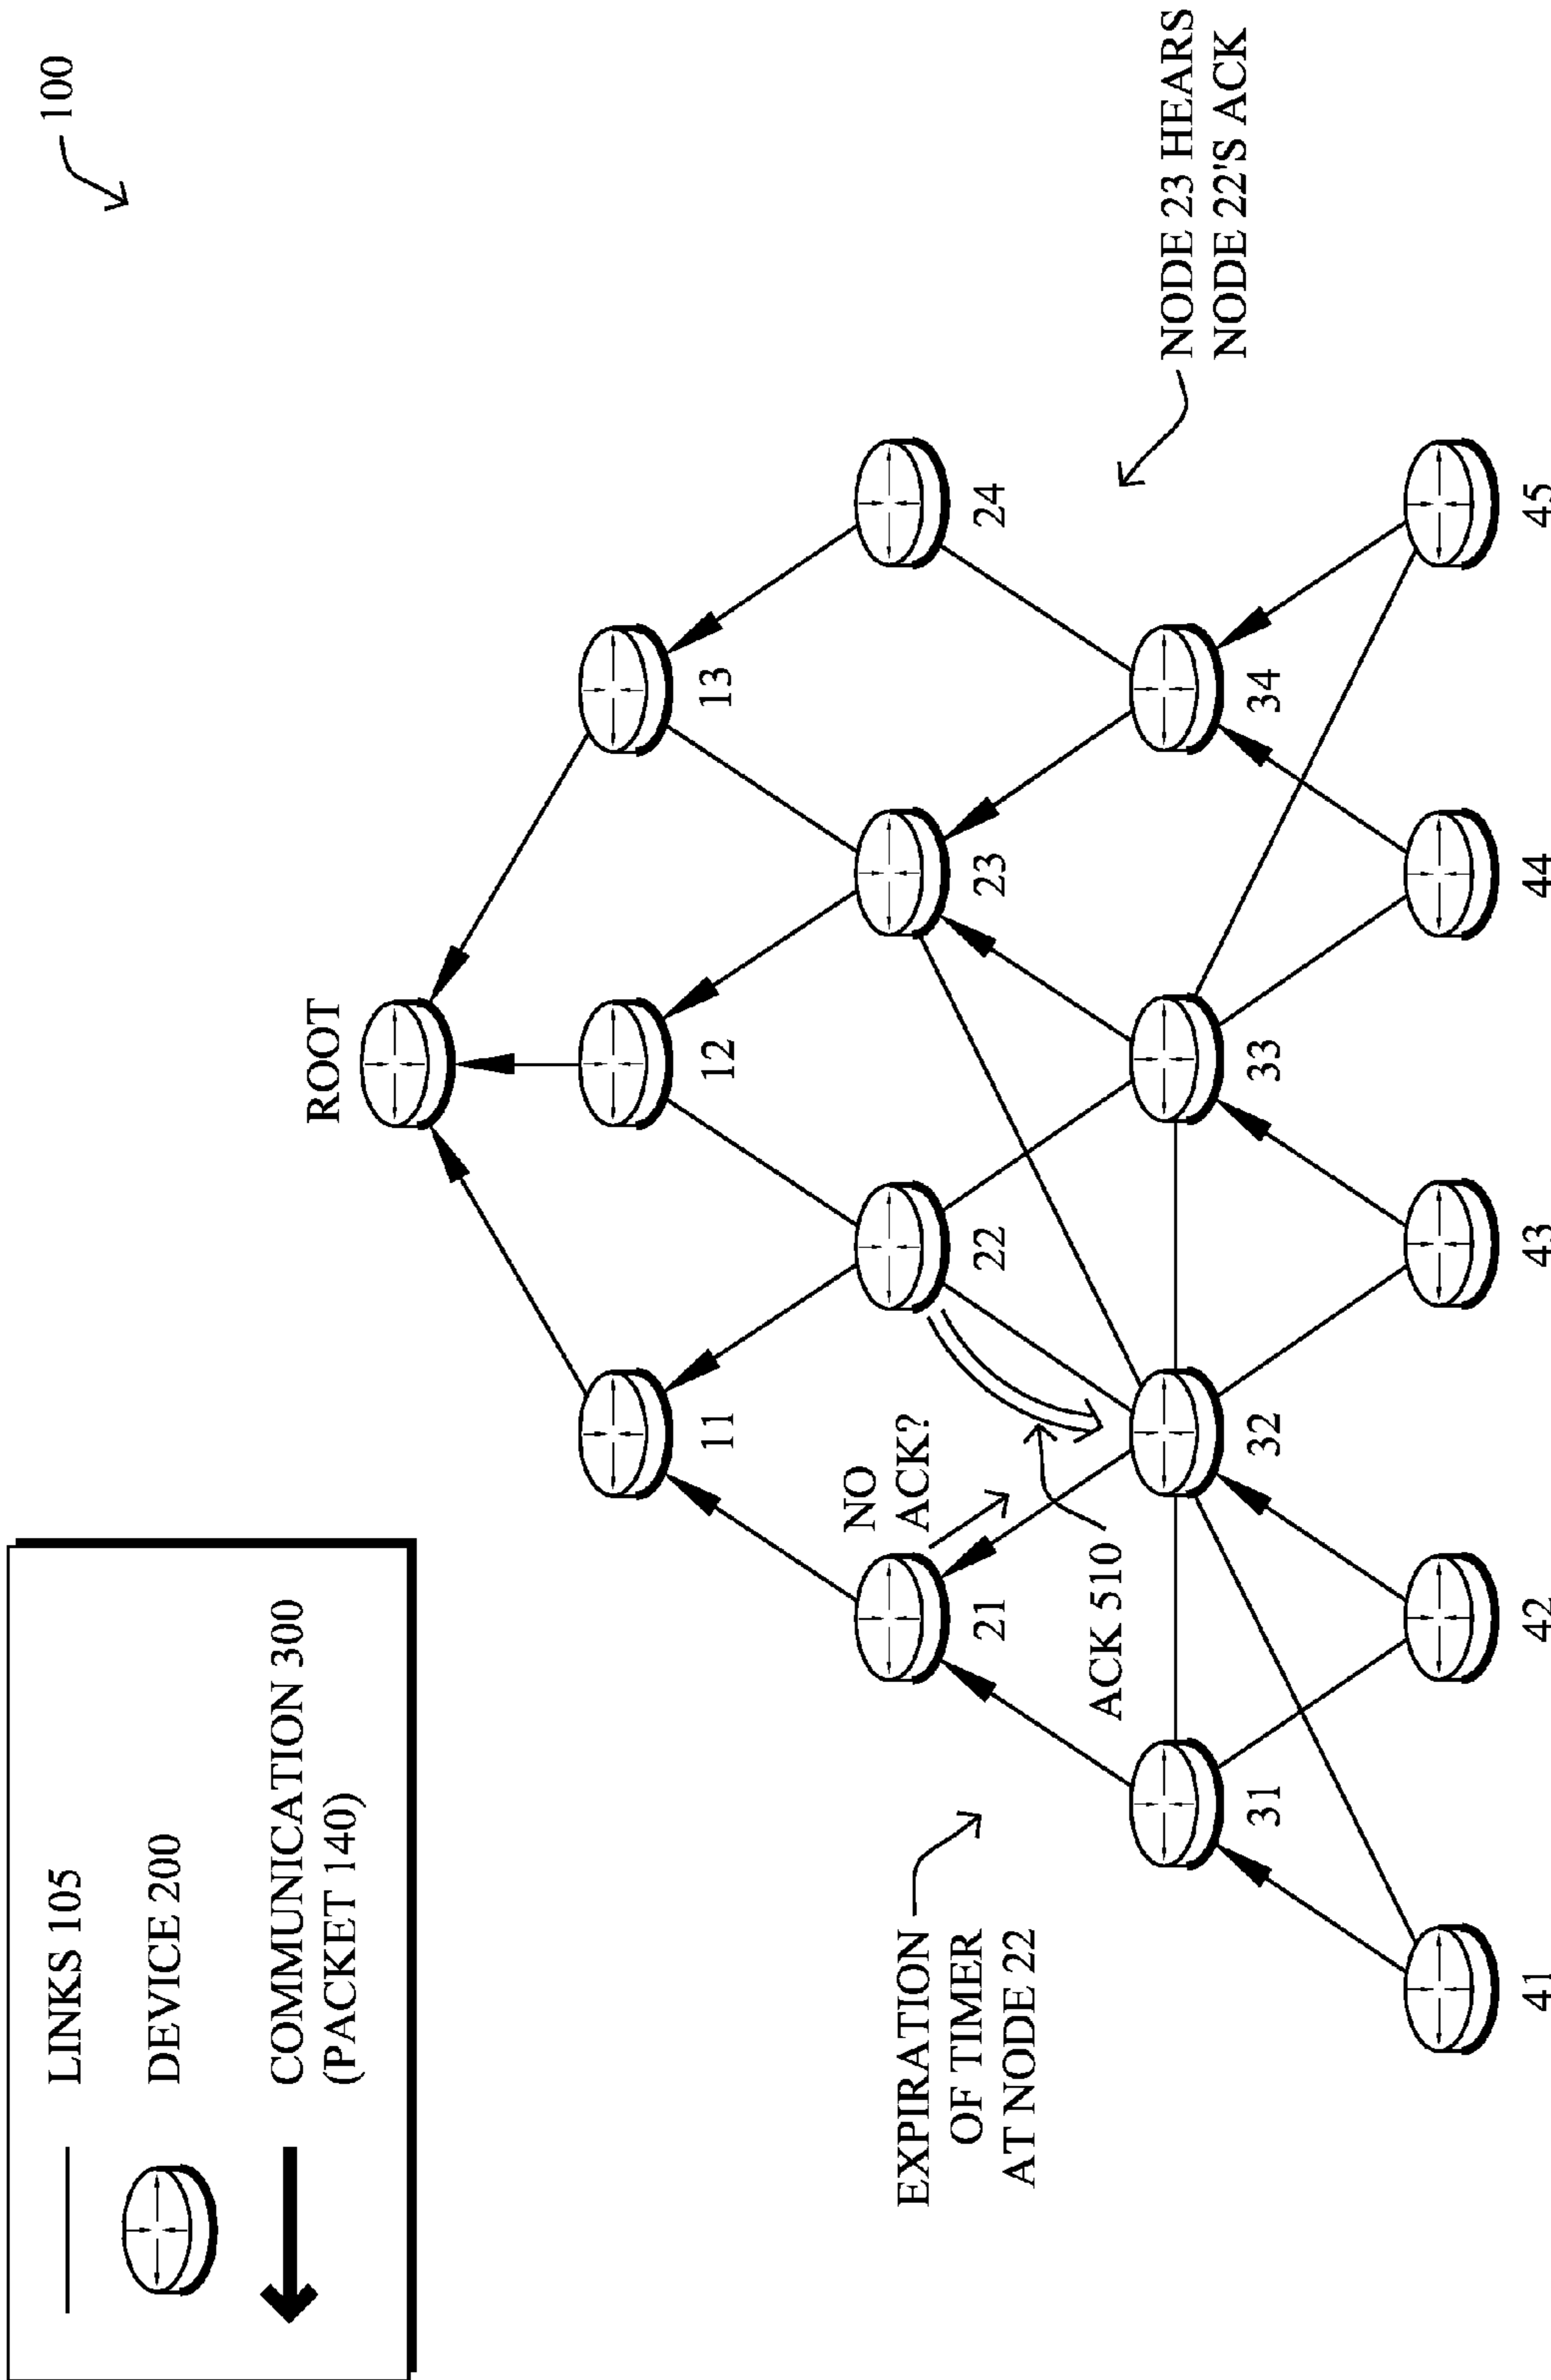 LINKS 105
DEVICE 200
COMMUNICATION 300
(PACKET 140)
100
ROOT
11
12
13
NO
ACK?
21
22
23
24
EXPIRATION
OF TIMER
AT NODE 22
ACK 510
NODE 23 HEARS
NODE 22'S ACK
31
32
33
34
41
42
43
44
45